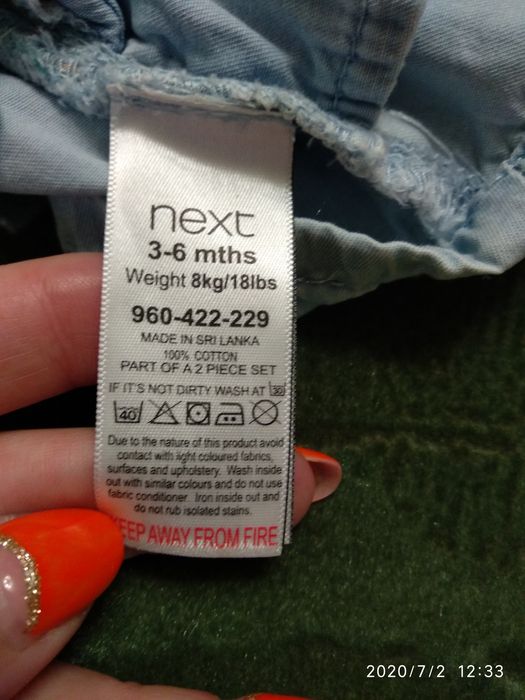 next
3-6 mths
Weight 8kg/18lbs
960-422-229
MADE IN SRI LANKA
100% COTTON
PART OF A 2 PIECE SET
IF IT'S NOT DIRTY WASH AT 30
40
Due to the nature of this product avoid
contact with light coloured fabrics,
surfaces and upholstery. Wash inside
out with similar colours and do not use
fabric conditioner. Iron inside out and
do not rub isolated stains.
KEEP AWAY FROM FIRE
2020/7/2 12:33